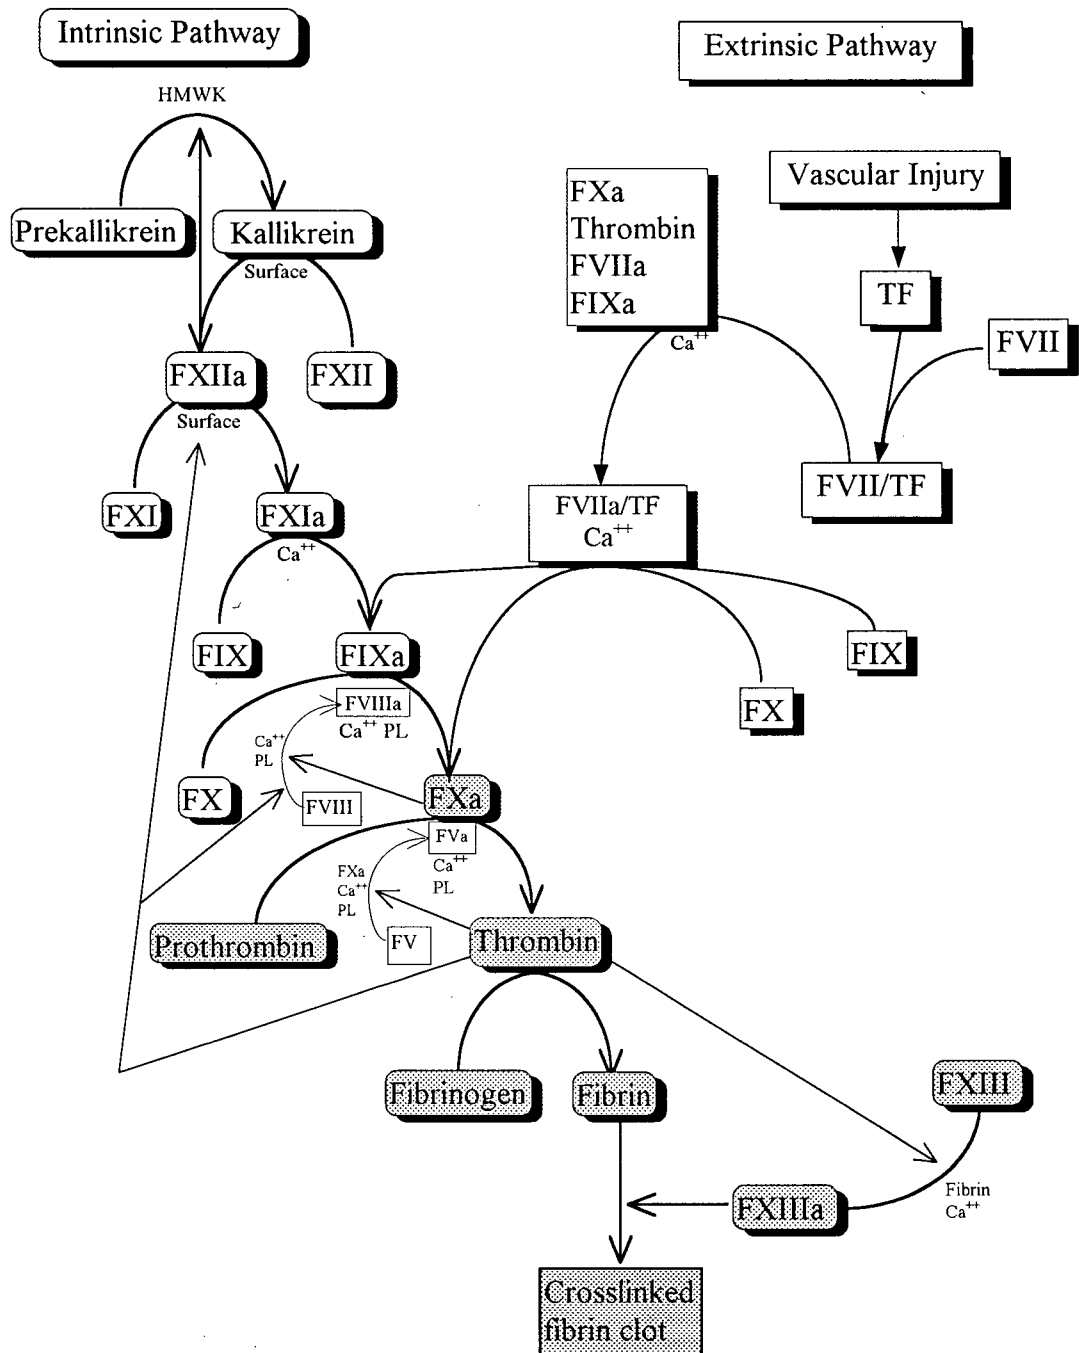 Intrinsic Pathway
Extrinsic Pathway
HMWK
Prekallikrein
Kallikrein
Surface
FXa
Thrombin
FVIIa
FIXa
Ca++
Vascular Injury
TF
FVII
FXIIa
Surface
FXII
FXI
FXIa
Ca++
FVIIa/TF
Ca++
FVII/TF
FIX
FIXa
FIX
FX
FVIIIa
Ca++ PL
Ca++
PL
FX
FVIII
FXa
FVa
Ca++
PL
FXa
Ca++
PL
Prothrombin
FV
Thrombin
Fibrinogen
Fibrin
FXIII
FXIIIa
Fibrin
Ca++
Crosslinked
fibrin clot